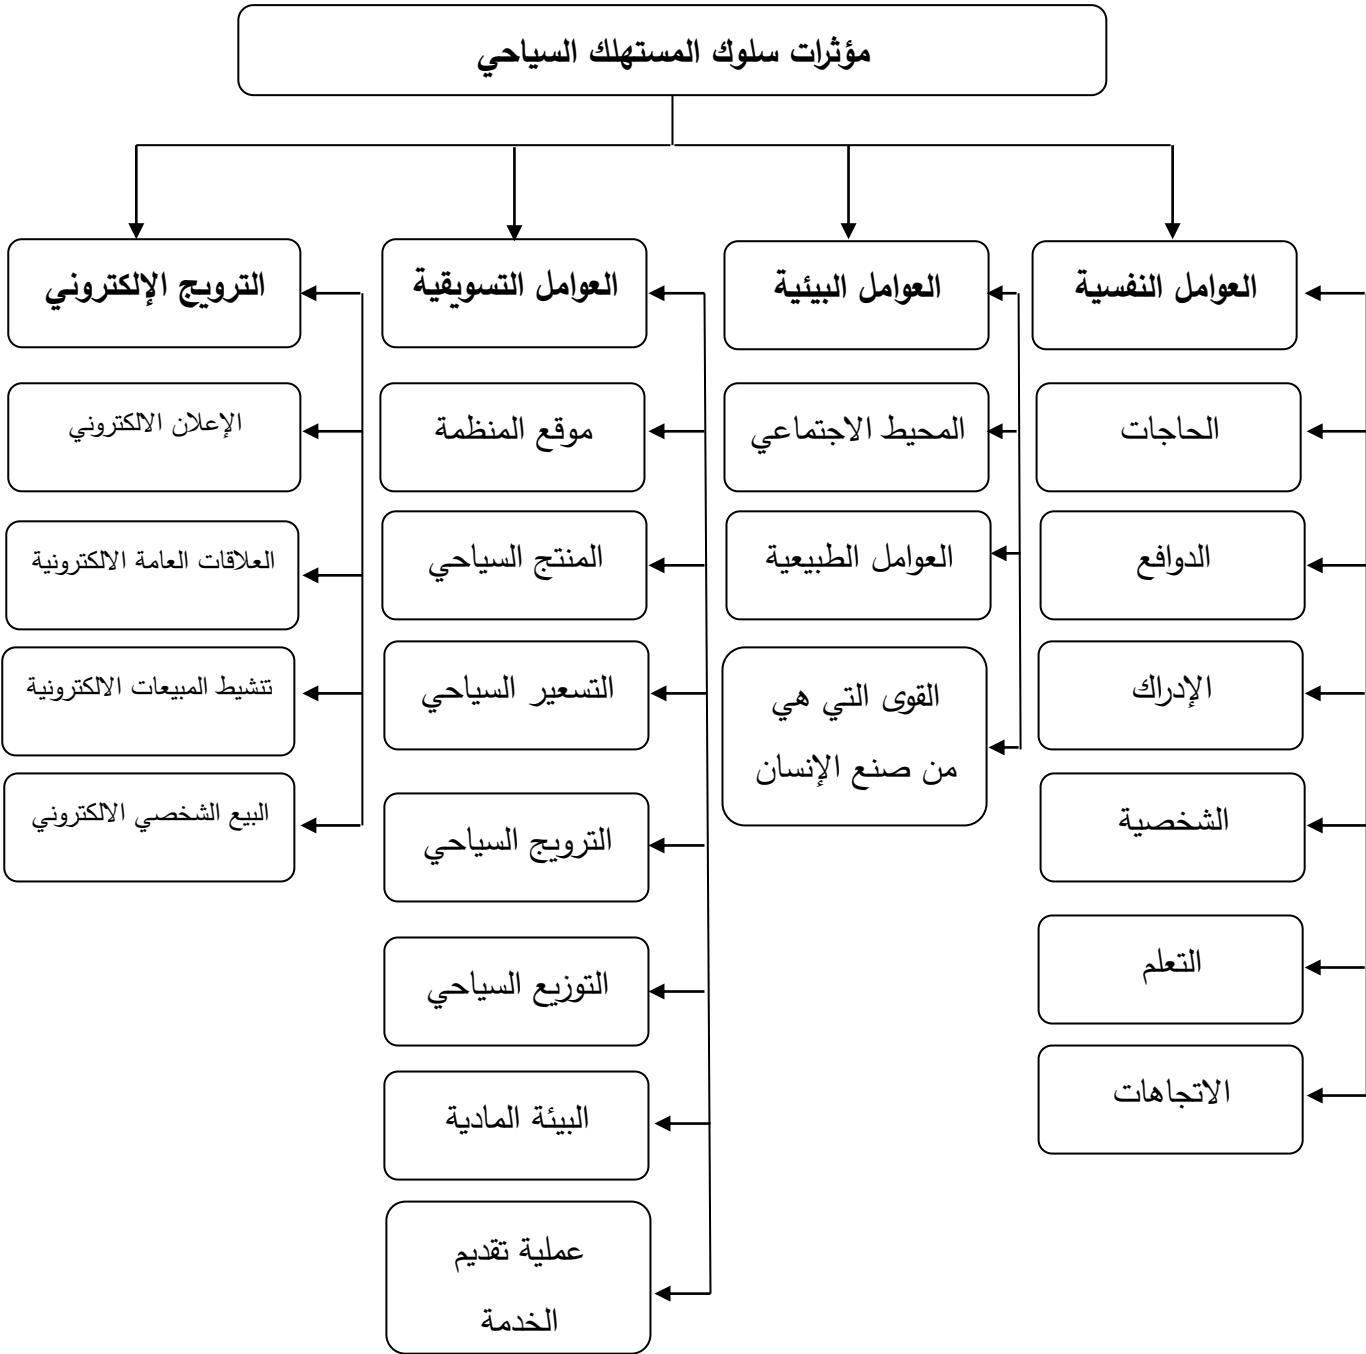 مؤثرات سلوك المستهلك السياحي
العوامل النفسية
الحاجات
الدوافع
الإدراك
الشخصية
التعلم
الاتجاهات
العوامل البيئية
المحيط الاجتماعي
العوامل الطبيعية
القوى التي هي
من صنع الإنسان
العوامل التسويقية
موقع المنظمة
المنتج السياحي
التسعير السياحي
الترويج السياحي
التوزيع السياحي
البيئة المادية
عملية تقديم
الخدمة
الترويج الإلكتروني
الإعلان الالكتروني
العلاقات العامة الالكترونية
تنشيط المبيعات الالكترونية
البيع الشخصي الالكتروني